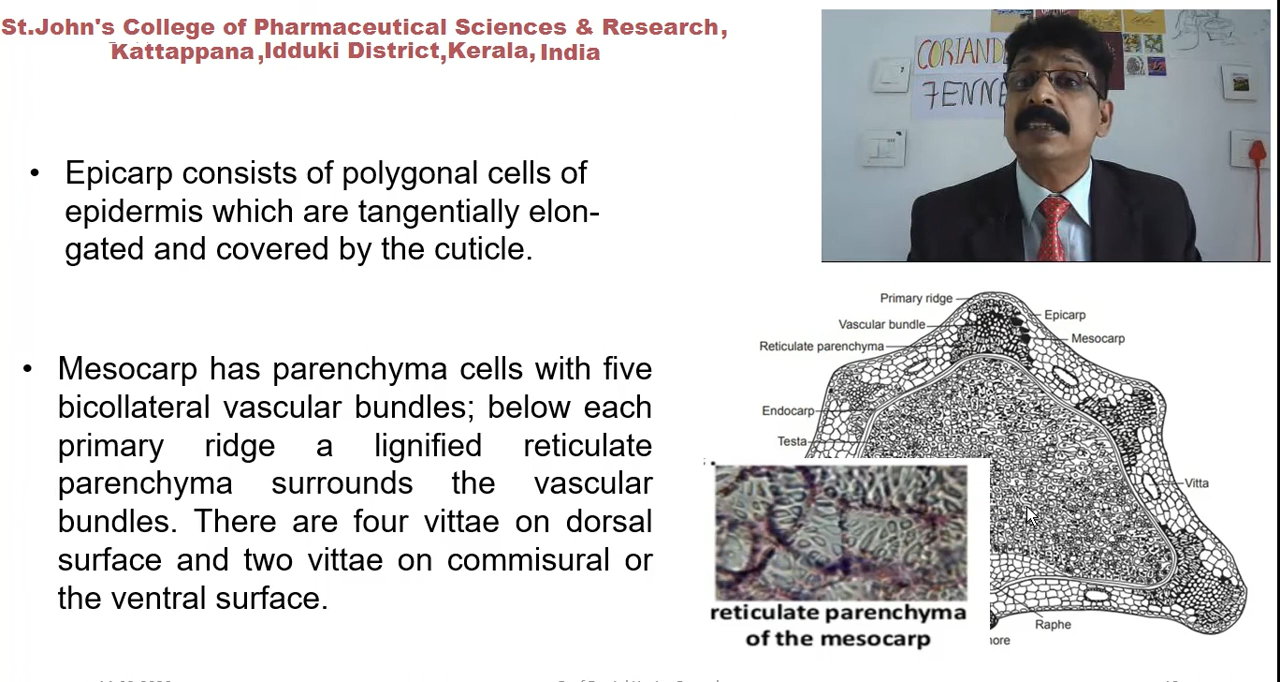 St.John's College of Pharmaceutical Sciences & Research,
Kattappana,Idduki District,Kerala, India
CORIAND
7ENNE
• Epicarp consists of polygonal cells of
epidermis which are tangentially elon-
gated and covered by the cuticle.
• Mesocarp has parenchyma cells with five
bicollateral vascular bundles; below each
primary ridge a lignified reticulate
parenchyma surrounds the vascular
bundles. There are four vittae on dorsal
surface and two vittae on commisural or
the ventral surface.
Primary ridge
Epicarp
Vascular bundle
Mesocarp
Reticulate parenchyma
Endocarp
Testa
Vitta
reticulate parenchyma
of the mesocarp
Raphe
hore